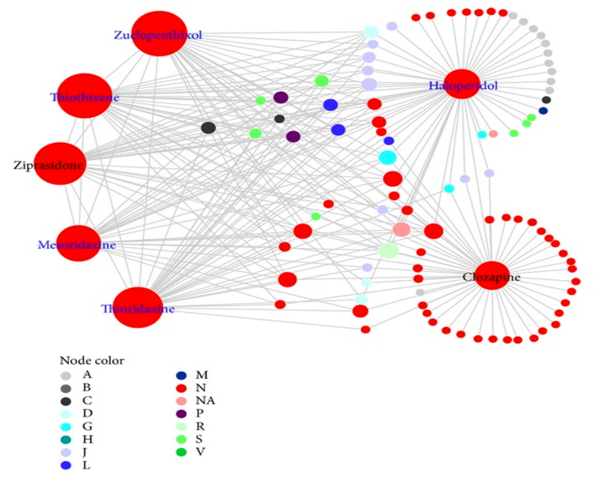 Zuclopenthixol
Thiothixene
Haloperidol
Ziprasidone
Mesoridazine
Clozapine
Thioridazine
Node color
A
B
C
D
G
H
J
L
M
N
NA
P
R
S
V